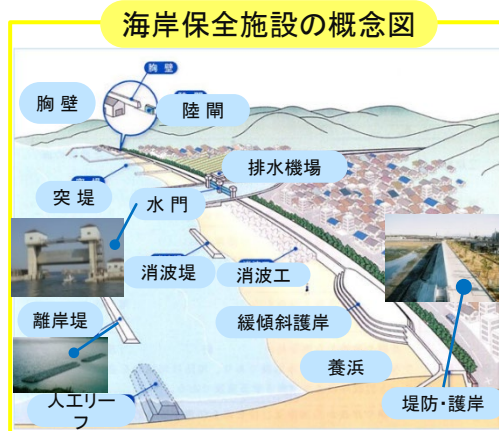 海岸保全施設の概念図
胸 壁
胸 壁
陸 閘
排水機場
突 堤
水 門
消波堤
消波工
離岸堤
緩傾斜護岸
養浜
人工リー
フ
堤防・護岸